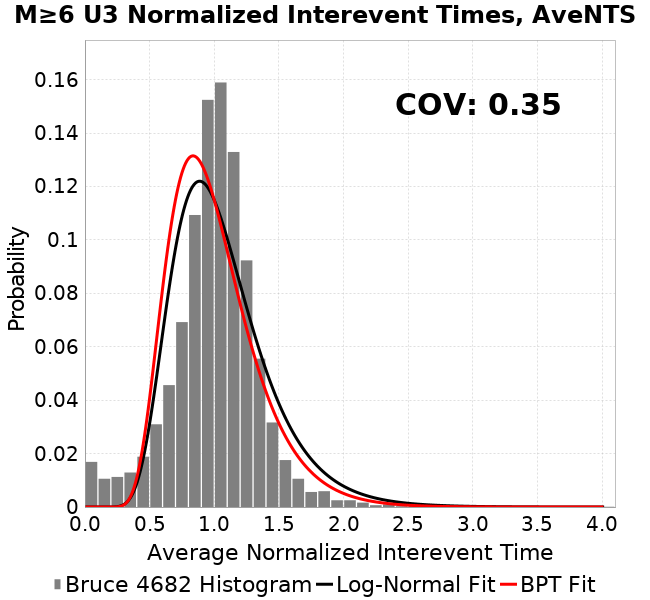 M≥6 U3 Normalized Interevent Times, AveNTS
COV: 0.35
Probability
0.16
0.14
0.12
0.1
0.08
0.06
0.04
0.02
0
0.0 0.5 1.0 1.5 2.0 2.5 3.0 3.5 4.0
Average Normalized Interevent Time
Bruce 4682 Histogram Log-Normal Fit BPT Fit